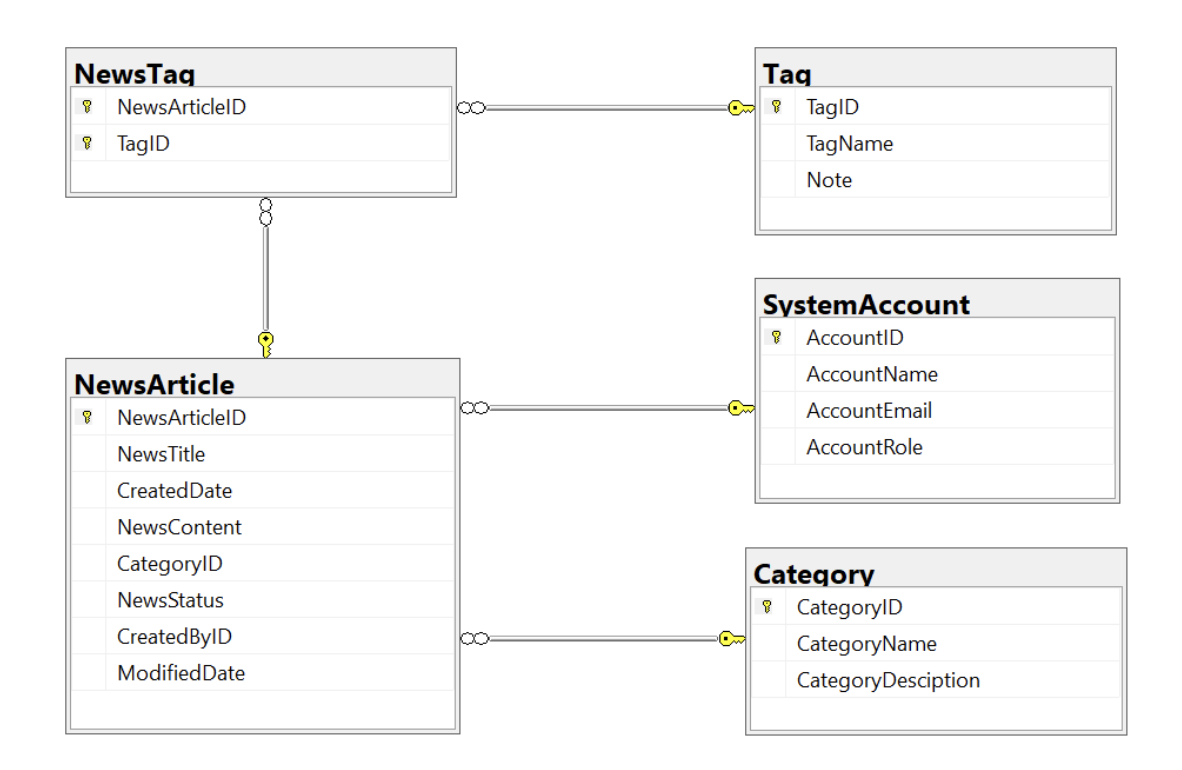 NewsTag
NewsArticleID
TagID
Tag
TagID
TagName
Note
SystemAccount
AccountID
AccountName
AccountEmail
AccountRole
NewsArticle
NewsArticleID
NewsTitle
CreatedDate
NewsContent
CategoryID
NewsStatus
CreatedByID
ModifiedDate
Category
CategoryID
CategoryName
CategoryDesciption